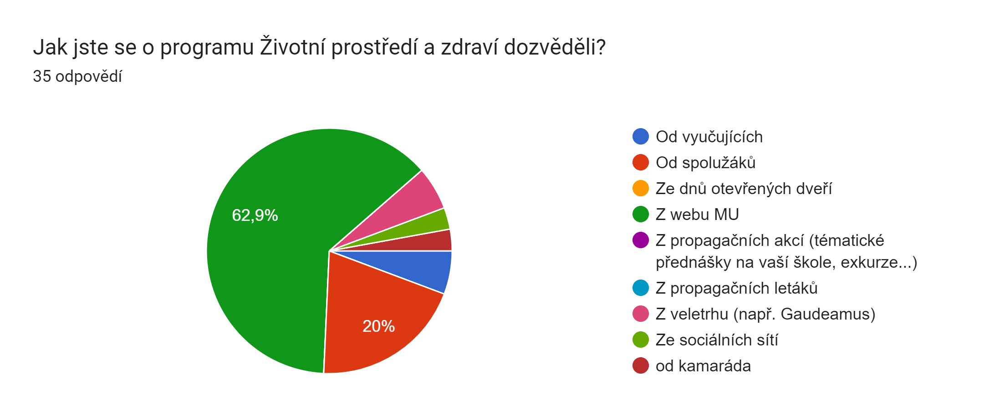 Jak jste se o programu Životní prostředí a zdraví dozvěděli?
35 odpovědí
62,9%
20%
Od vyučujících
Od spolužáků
Ze dnů otevřených dveří
Z webu MU
Z propagačních akcí (tématické
přednášky na vaší škole, exkurze...)
Z propagačních letáků
Z veletrhu (např. Gaudeamus)
Ze sociálních sítí
od kamaráda